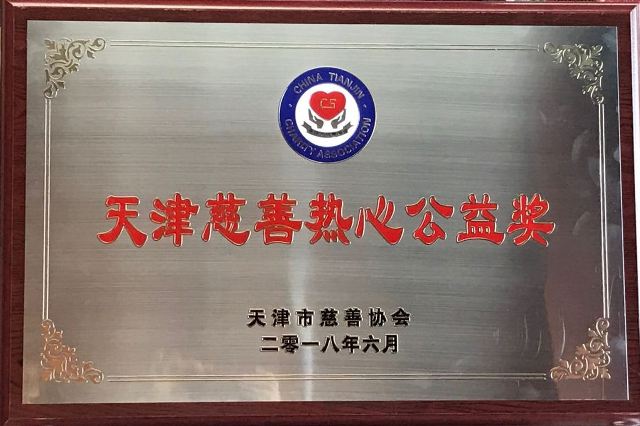 CHINA TIANJIN
CS
CHARITY ASSOCIATION
天津慈善热心公益奖
天津市慈善协会
二零一八年六月